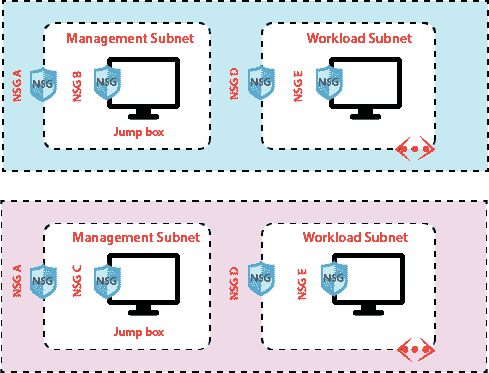 Management Subnet
Workload Subnet
NSG A
NSG
NSG B
NSG
NSG D
NSG
NSG E
NSG
Jump box
Management Subnet
Workload Subnet
NSG A
NSG
NSG C
NSG
NSG D
NSG
NSG E
NSG
Jump box